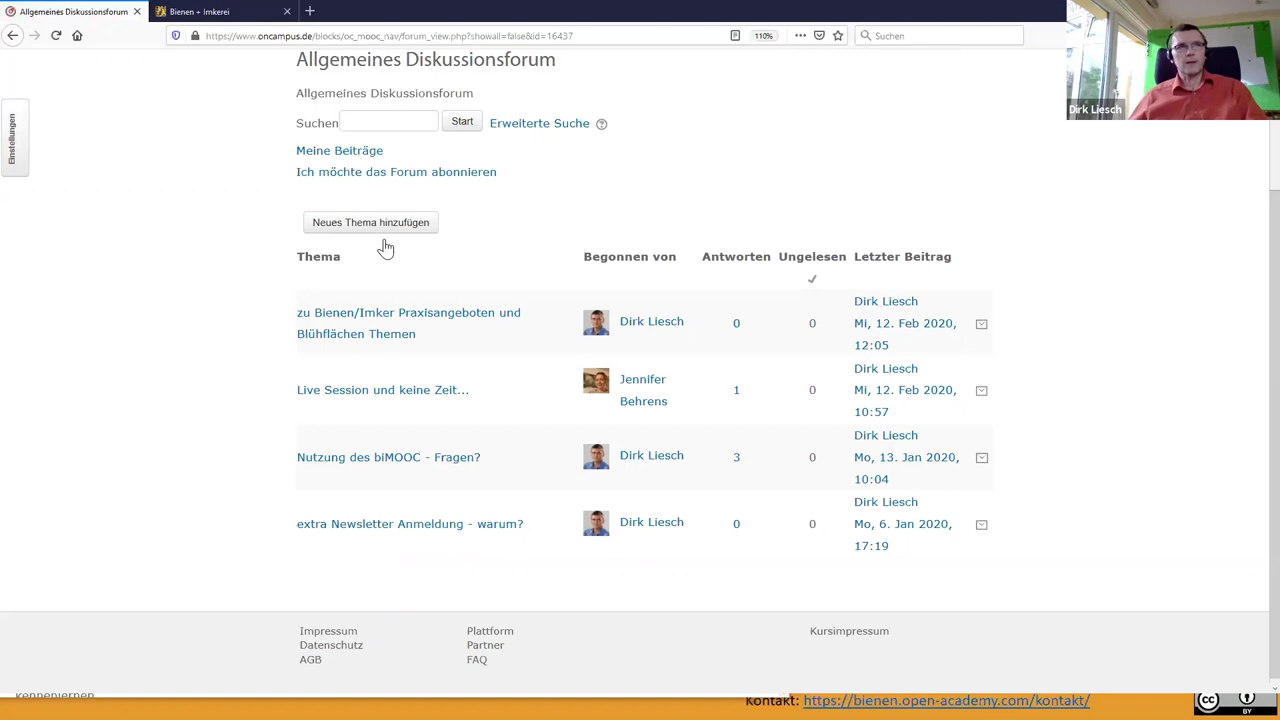 Allgemeines Diskussionsforum
Bienen + Imkerei
https://www.oncampus.de/blocks/oc_mooc_nav/forum_view.php?showall=false&id=16437
110%
Suchen
Dirk Liesch
Einstellungen
Allgemeines Diskussionsforum
Allgemeines Diskussionsforum
Suchen Start Erweiterte Suche
Meine Beiträge
Ich möchte das Forum abonnieren
Neues Thema hinzufügen
Thema Begonnen von Antworten Ungelesen Letzter Beitrag
zu Bienen/Imker Praxisangeboten und
Blühflächen Themen
Dirk Liesch
0
0
Dirk Liesch
Mi, 12. Feb 2020,
12:05
Live Session und keine Zeit...
Jennifer
Behrens
1
0
Dirk Liesch
Mi, 12. Feb 2020,
10:57
Nutzung des biMOOC - Fragen?
Dirk Liesch
3
0
Dirk Liesch
Mo, 13. Jan 2020,
10:04
extra Newsletter Anmeldung - warum?
Dirk Liesch
0
0
Dirk Liesch
Mo, 6. Jan 2020,
17:19
Impressum
Datenschutz
AGB
Plattform
Partner
FAQ
Kursimpressum
kennenlernen
Kontakt: https://bienen.open-academy.com/kontakt/
cc
BY